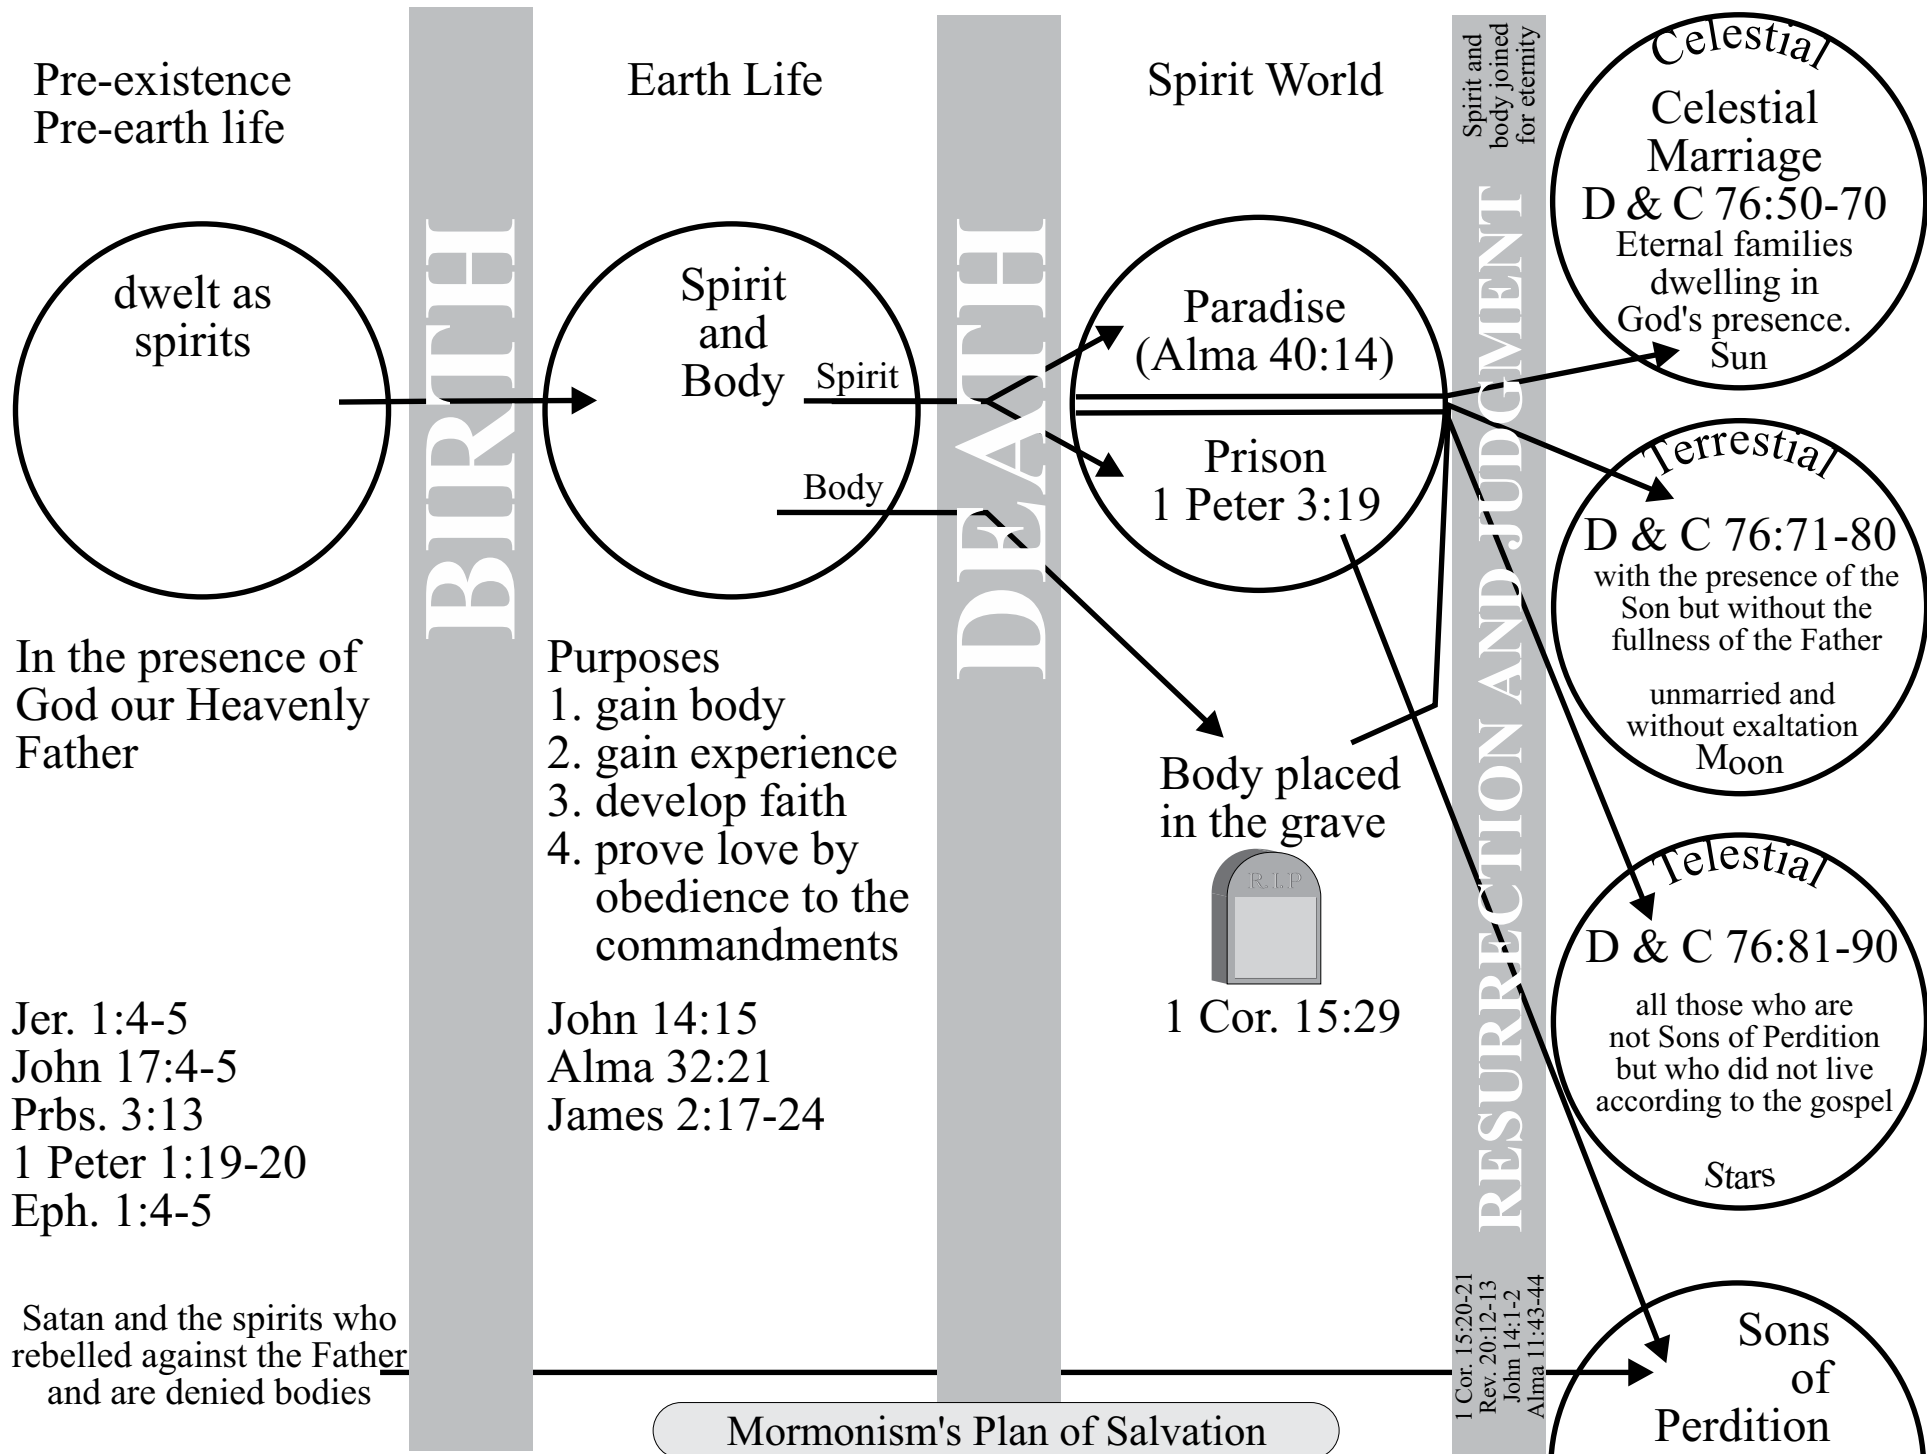 Pre-existence
Pre-earth life
dwelt as
spirits
In the presence of
God our Heavenly
Father
Jer. 1:4-5
John 17:4-5
Prbs. 3:13
1 Peter 1:19-20
Eph. 1:4-5
Satan and the spirits who
rebelled against the Father
and are denied bodies
BIRTH
Earth Life
Spirit
and
Body
Spirit
Body
Purposes
1. gain body
2. gain experience
3. develop faith
4. prove love by
obedience to the
commandments
John 14:15
Alma 32:21
James 2:17-24
DEATH
Spirit World
Paradise
(Alma 40:14)
Prison
1 Peter 3:19
Body placed
in the grave
R.I.P
1 Cor. 15:29
Spirit and
body joined
for eternity
RESURRECTION AND JUDGMENT
1 Cor. 15:20-21
Rev. 20:12-13
John 14:1-2
Alma 11:43-44
Celestial
Celestial
Marriage
D & C 76:50-70
Eternal families
dwelling in
God's presence.
Sun
Terrestial
D & C 76:71-80
with the presence of the
Son but without the
fullness of the Father
unmarried and
without exaltation
Moon
Telestial
D & C 76:81-90
all those who are
not Sons of Perdition
but who did not live
according to the gospel
Stars
Sons
of
Perdition
Mormonism's Plan of Salvation